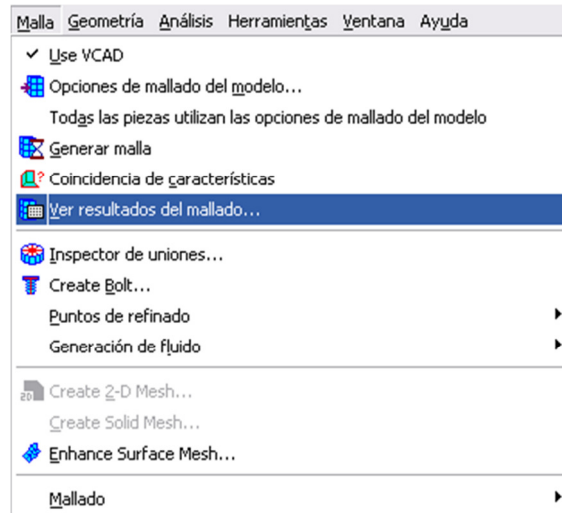 Malla Geometría Análisis Herramientas Ventana Ayuda
Use VCAD
Opciones de mallado del modelo...
Todas las piezas utilizan las opciones de mallado del modelo
Generar malla
Coincidencia de características
Ver resultados del mallado...
Inspector de uniones...
Create Bolt...
Puntos de refinado
Generación de fluido
2D Create 2-D Mesh...
Create Solid Mesh...
Enhance Surface Mesh...
Mallado